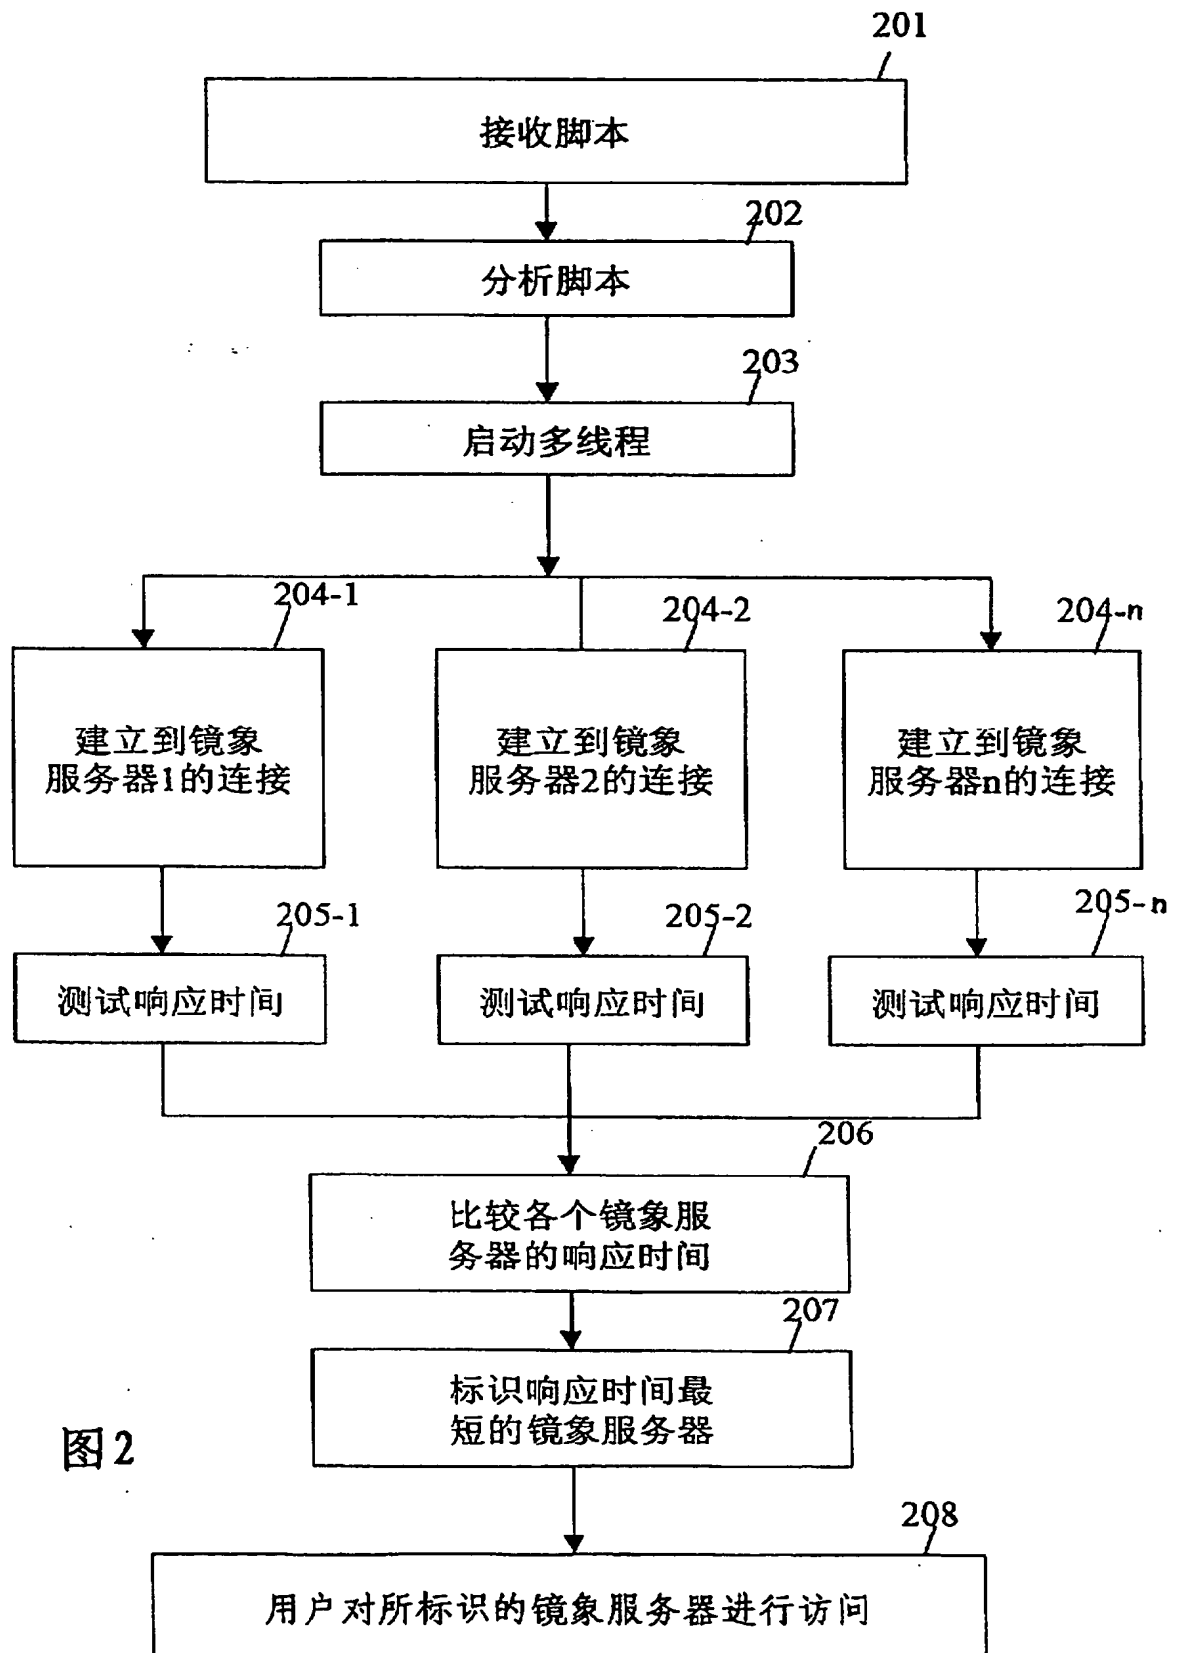 201
接收脚本
202
分析脚本
203
启动多线程
204-1
204-2
204-n
建立到镜象
服务器1的连接
建立到镜象
服务器2的连接
建立到镜象
服务器n的连接
205-1
205-2
205-n
测试响应时间
测试响应时间
测试响应时间
206
比较各个镜象服
务器的响应时间
207
标识响应时间最
短的镜象服务器
图2
208
用户对所标识的镜象服务器进行访问